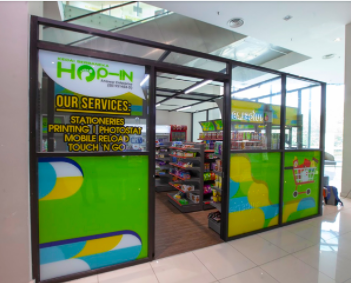 HOP-IN
OUR SERVICES:
STATIONERIES
PRINTING | PHOTOSTAT
MOBILE RELOAD
TOUCH 'N GO